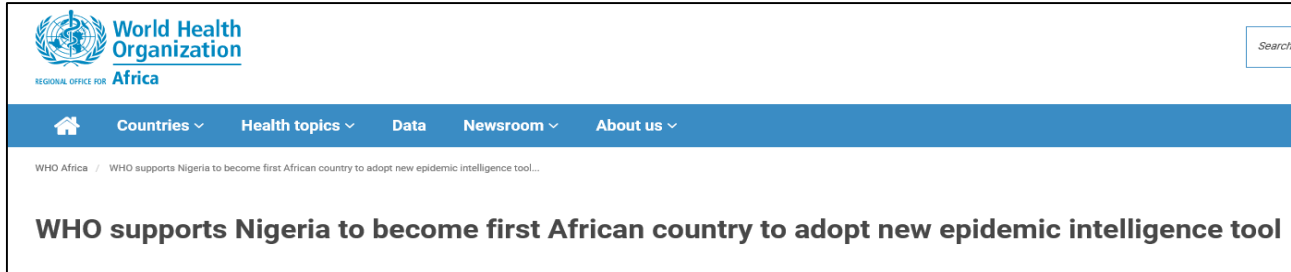 World Health
Organization
REGIONAL OFFICE FOR Africa
Search
Countries Health topics Data Newsroom About us
WHO Africa / WHO supports Nigeria to become first African country to adopt new epidemic intelligence tool...
WHO supports Nigeria to become first African country to adopt new epidemic intelligence tool